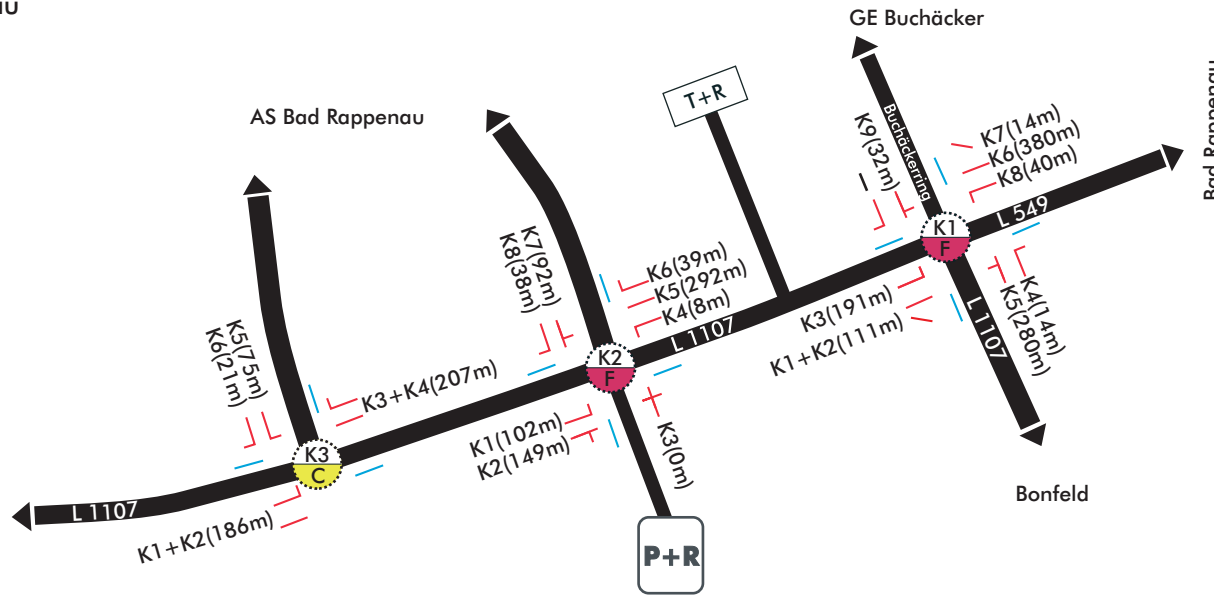 GE Buchäcker
AS Bad Rappenau
T+R
Buchäckerring
K9(32m)
K7(14m)
K6(380m)
K8(40m)
Bad Rappenau
L 549
K1
F
K7(92m)
K8(38m)
K6(39m)
K5(292m)
K4(8m)
L 1107
K3(191m)
K1+K2(111m)
L 1107
K4(14m)
K5(280m)
K2
F
K5(75m)
K6(21m)
K3+K4(207m)
K1(102m)
K2(149m)
K3(0m)
K3
C
L 1107
K1+K2(186m)
Bonfeld
P+R